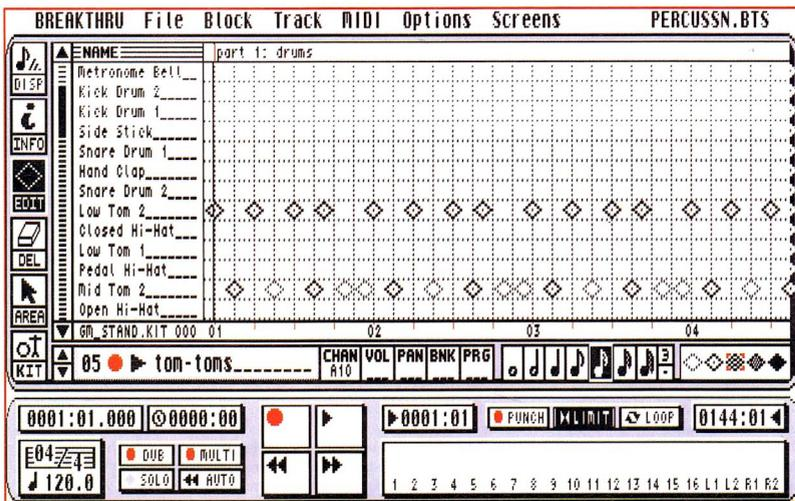 BREAKTHRU File Block Track MIDI Options Screens PERCUSSN.BTS
NAME part 1: drums
Metronome Bell__
Kick Drum 2_____
Kick Drum 1_____
Side Stick______
Snare Drum 1____
Hand Clap_______
Snare Drum 2____
Low Tom 2_______
Closed Hi-Hat___
Low Tom 1_______
Pedal Hi-Hat____
Mid Tom 2_______
Open Hi-Hat_____
GM_STAND.KIT 000 01 02 03 04
DISP
INFO
EDIT
DEL
AREA
KIT
05 tom-toms________ CHAN VOL PAN BNK PRG 3
A10 --- --- --- ---
0001:01.000 0000:00 0001:01 PUNCH XLIMIT LOOP 0144:01
04/4 DUB MULTI
120.0 SOLO AUTO
1 2 3 4 5 6 7 8 9 10 11 12 13 14 15 16 L1 L2 R1 R2